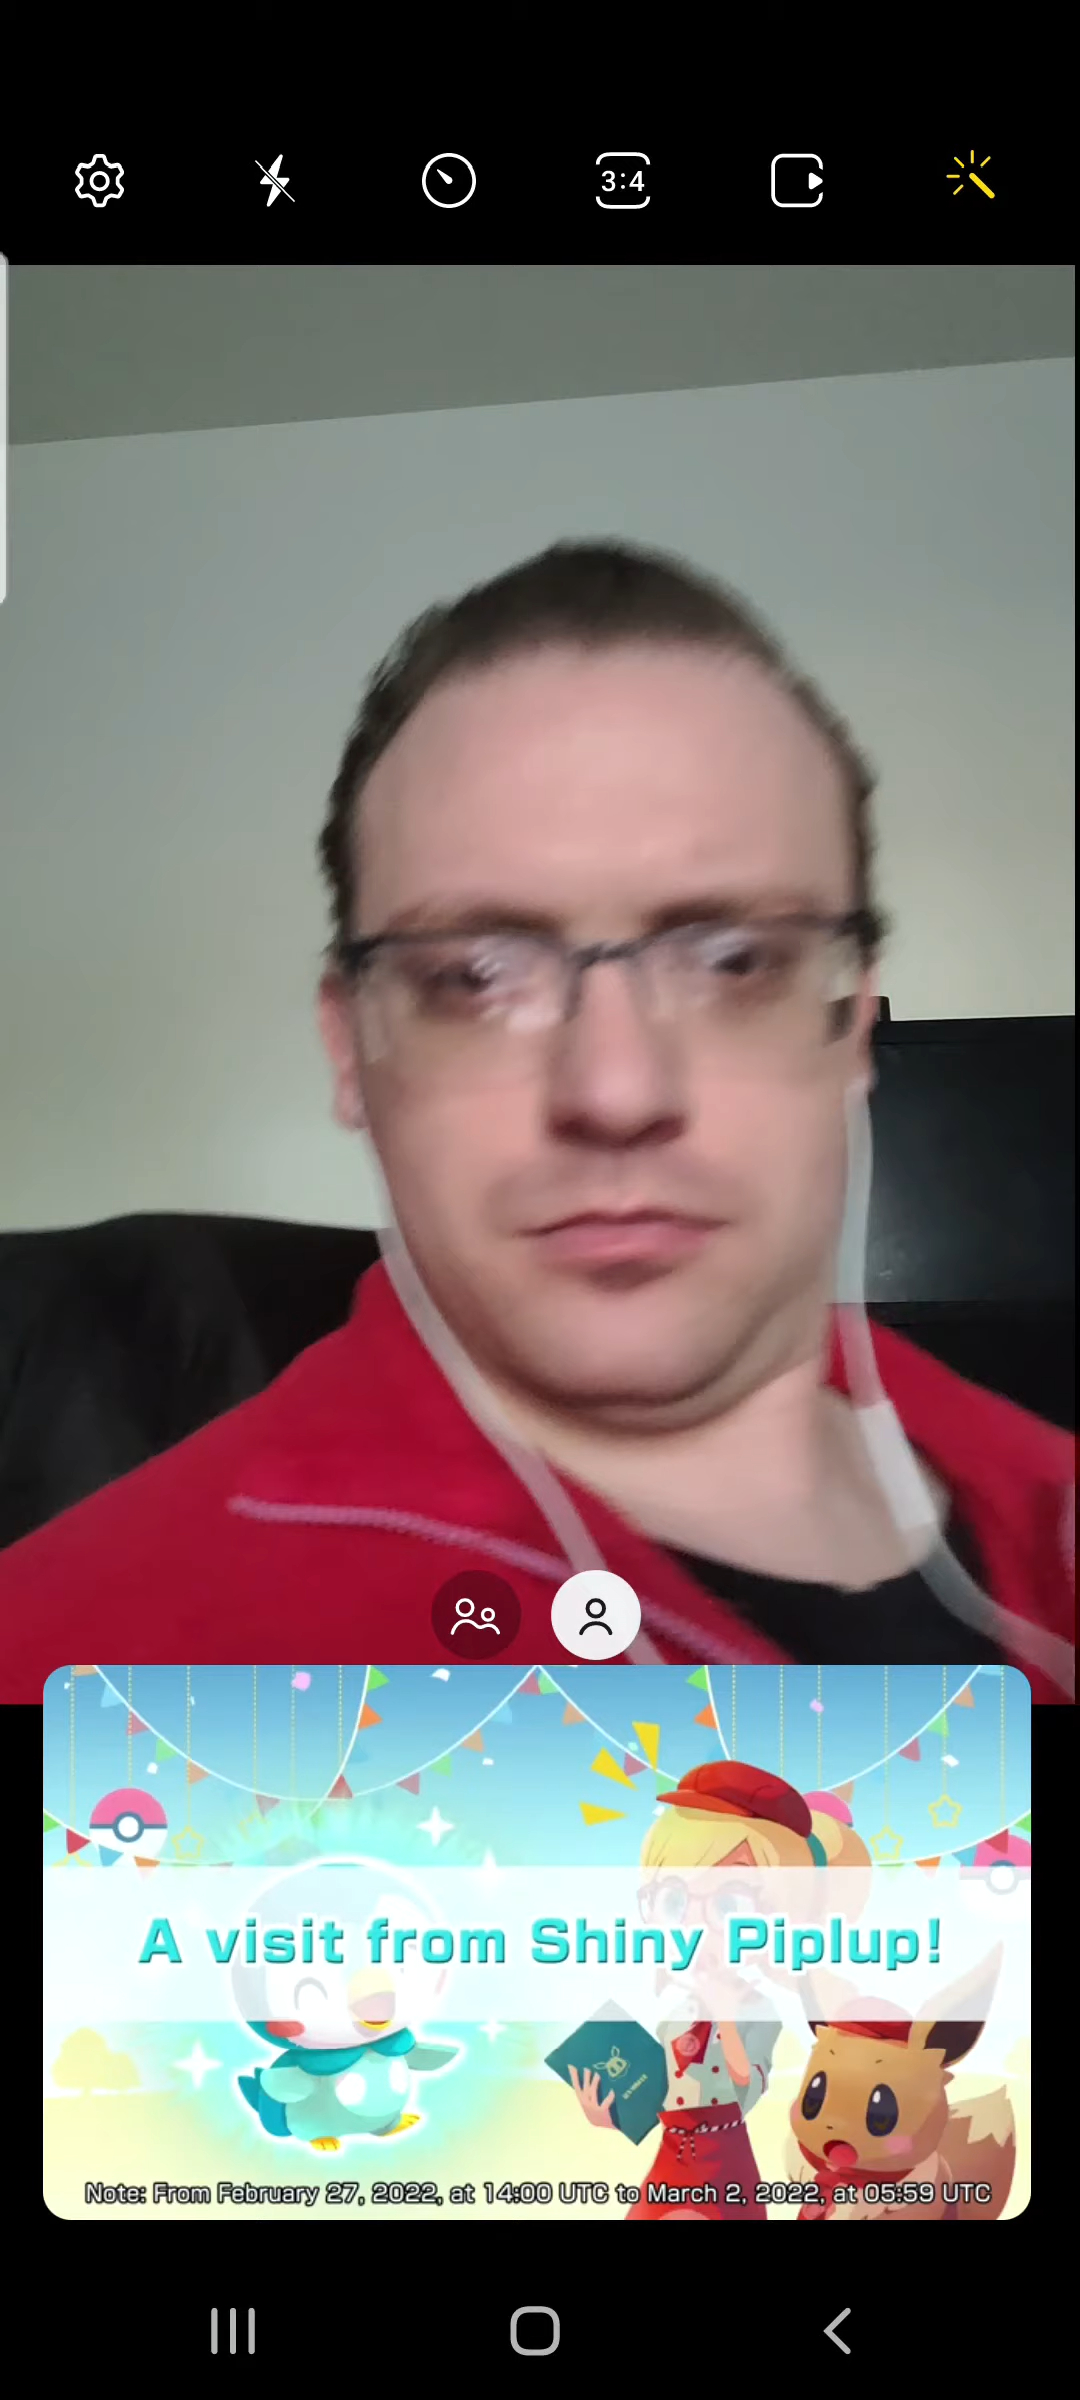 3:4
A visit from Shiny Piplup!
Note: From February 27, 2022, at 14:00 UTC to March 2, 2022, at 05:59 UTC